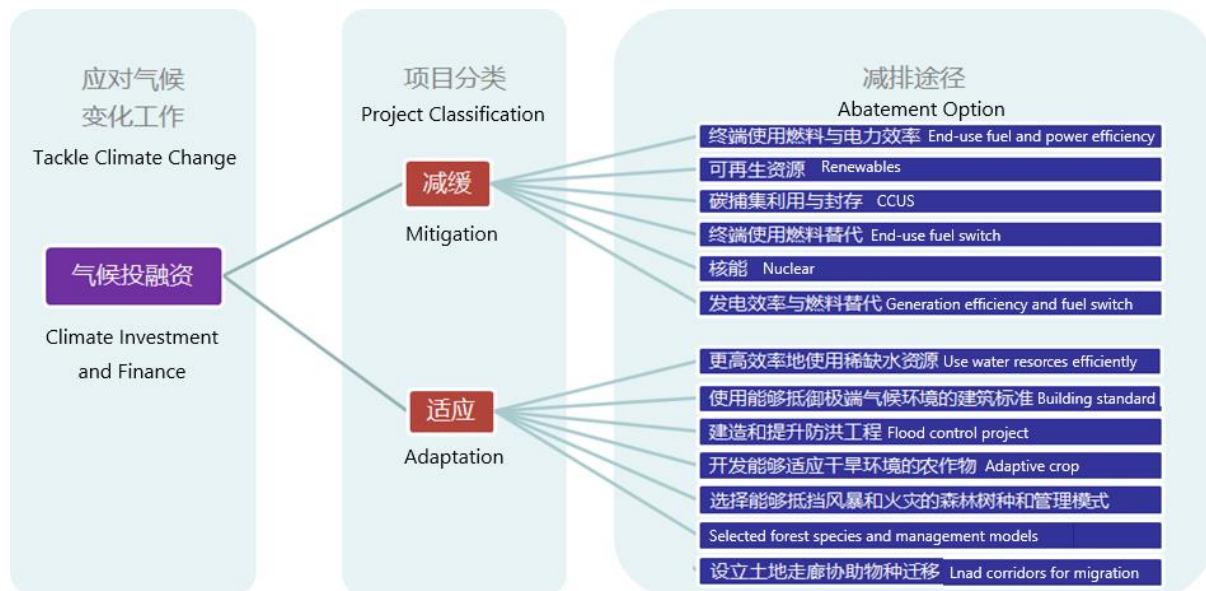 应对气候
变化工作
Tackle Climate Change
气候投融资
Climate Investment
and Finance
项目分类
Project Classification
减缓
Mitigation
适应
Adaptation
减排途径
Abatement Option
终端使用燃料与电力效率 End-use fuel and power efficiency
可再生资源 Renewables
碳捕集利用与封存 CCUS
终端使用燃料替代 End-use fuel switch
核能 Nuclear
发电效率与燃料替代 Generation efficiency and fuel switch
更高效率地使用稀缺水资源 Use water resorces efficiently
使用能够抵御极端气候环境的建筑标准 Building standard
建造和提升防洪工程 Flood control project
开发能够适应干旱环境的农作物 Adaptive crop
选择能够抵挡风暴和火灾的森林树种和管理模式
Selected forest species and management models
设立土地走廊协助物种迁移 Lnad corridors for migration